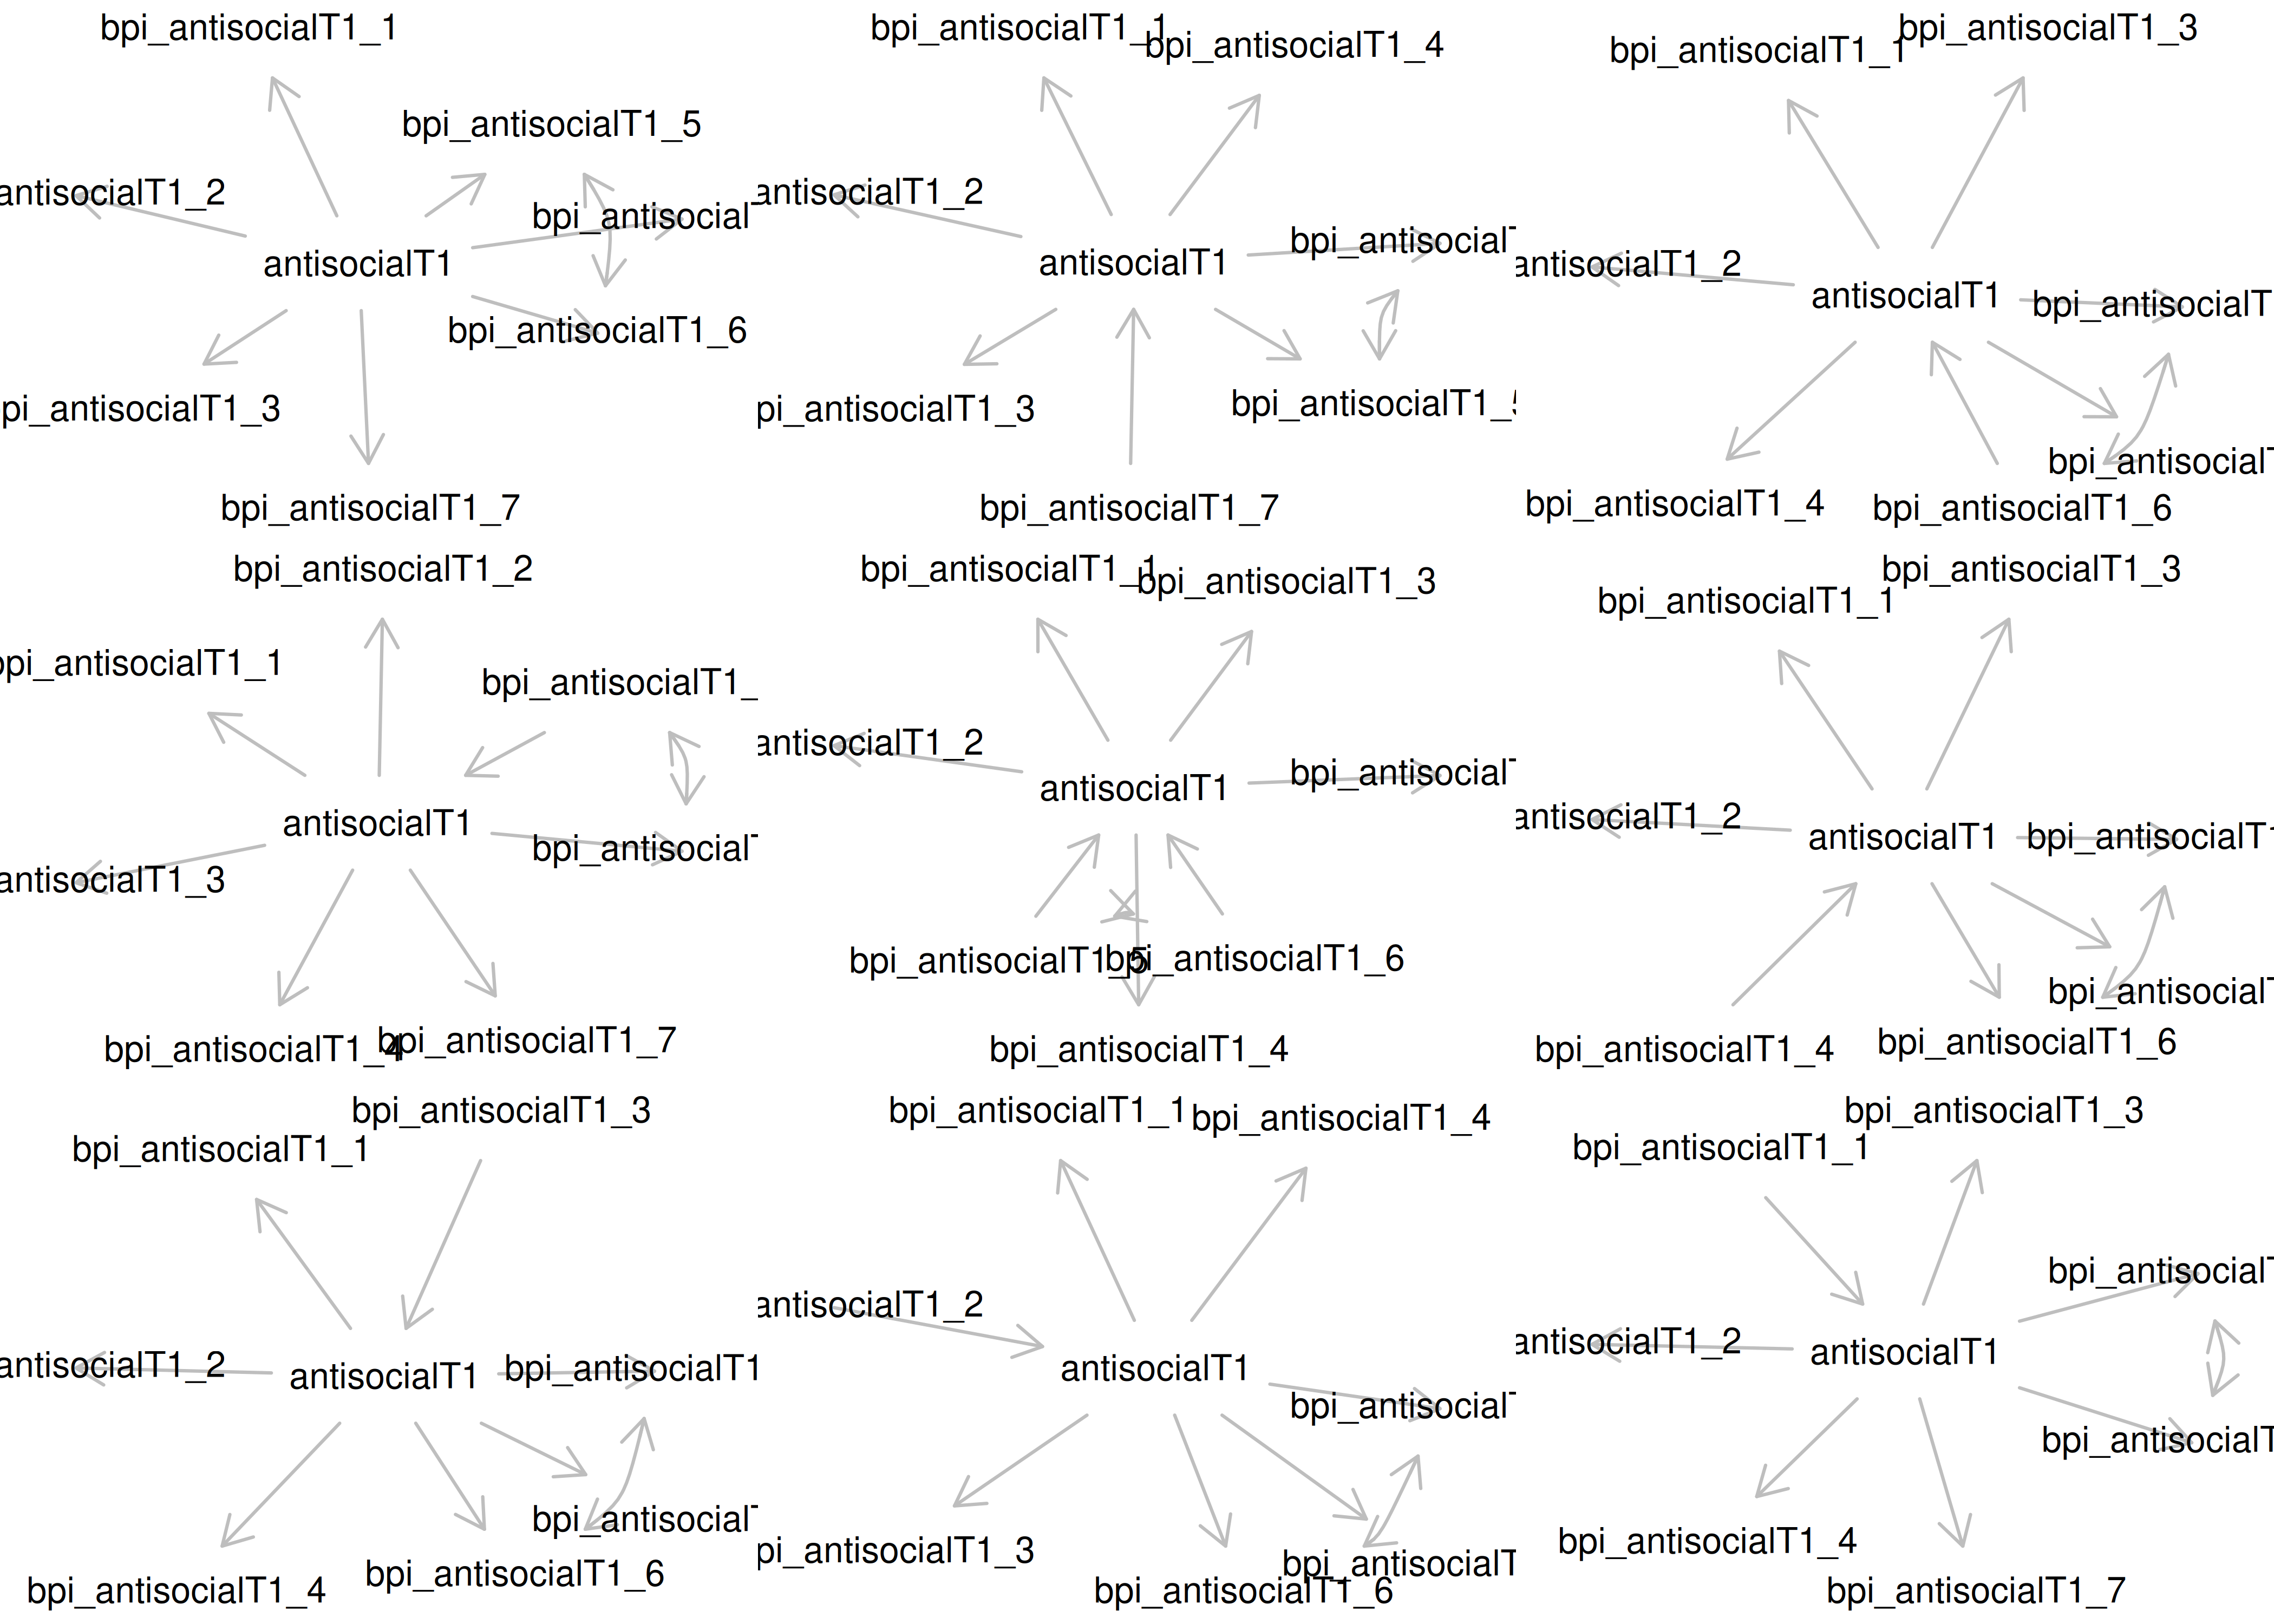 bpi_antisocialT1_1
bpi_antisocialT1_5
antisocialT1_2
bpi_antisocial
antisocialT1
bpi_antisocialT1_6
pi_antisocialT1_3
bpi_antisocialT1_7
bpi_antisocialT1_1
bpi_antisocialT1_4
antisocialT1_2
bpi_antisocial
antisocialT1
pi_antisocialT1_3
bpi_antisocialT1_5
bpi_antisocialT1_7
bpi_antisocialT1_3
bpi_antisocialT1_1
antisocialT1_2
antisocialT1
bpi_antisocialT
bpi_antisocial
bpi_antisocialT1_4
bpi_antisocialT1_6
bpi_antisocialT1_2
pi_antisocialT1_1
bpi_antisocialT1_
antisocialT1
bpi_antisocial
antisocialT1_3
bpi_antisocialT1_4
bpi_antisocialT1_7
bpi_antisocialT1_1
bpi_antisocialT1_3
antisocialT1_2
bpi_antisocial
antisocialT1
bpi_antisocialT1_5
bpi_antisocialT1_6
bpi_antisocialT1_4
bpi_antisocialT1_3
bpi_antisocialT1_1
antisocialT1_2
antisocialT1
bpi_antisocialT1
bpi_antisocial
bpi_antisocialT1_4
bpi_antisocialT1_6
bpi_antisocialT1_3
bpi_antisocialT1_1
antisocialT1_2
antisocialT1
bpi_antisocialT1
bpi_antisocial
bpi_antisocialT1_6
bpi_antisocialT1_4
bpi_antisocialT1_1
bpi_antisocialT1_4
antisocialT1_2
antisocialT1
bpi_antisocial
pi_antisocialT1_3
bpi_antisocialT
bpi_antisocialT1_6
bpi_antisocialT1_3
bpi_antisocialT1_1
bpi_antisocial
antisocialT1_2
antisocialT1
bpi_antisocialT
bpi_antisocialT1_4
bpi_antisocialT1_7